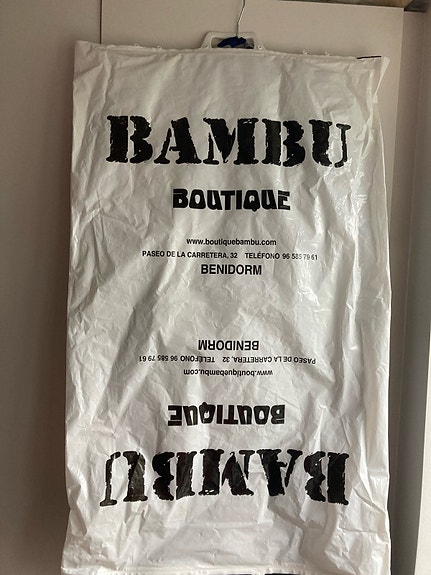 BAMBU
BOUTIQUE
www.boutiquebambu.com
PASEO DE LA CARRETERA, 32 TELÉFONO 96 585 79 61
BENIDORM
BENIDORM
PASEO DE LA CARRETERA, 32 TELÉFONO 96 585 79 61
www.boutiquebambu.com
BOUTIQUE
BAMBU